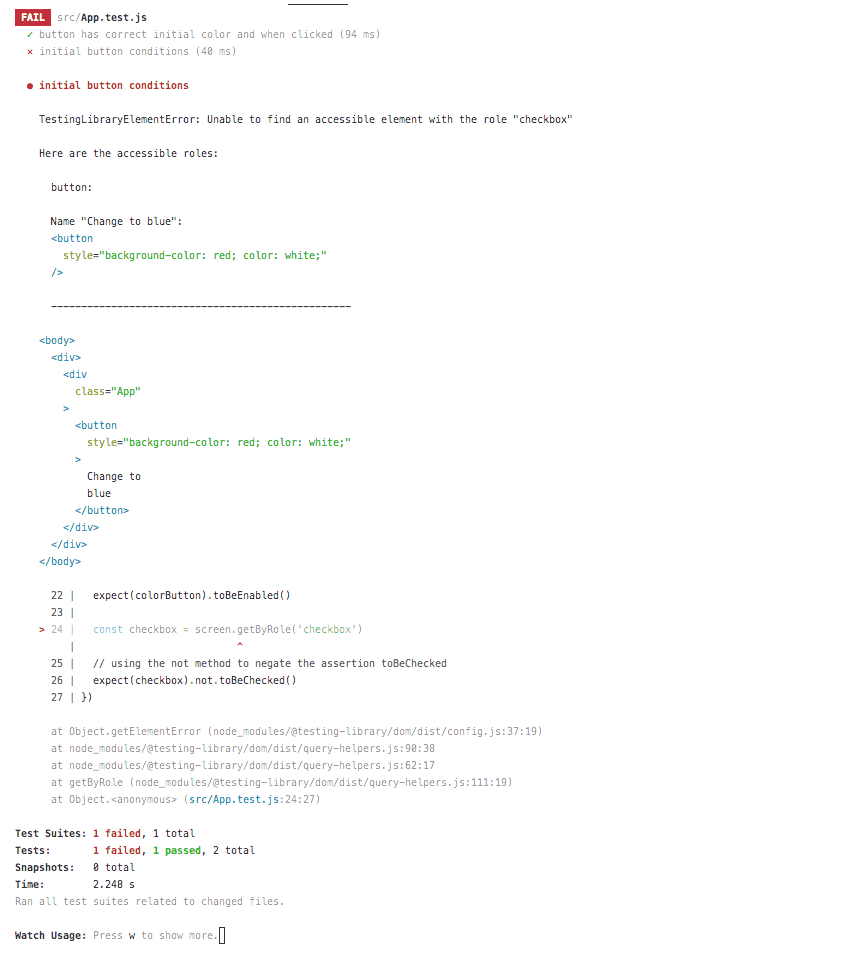 FAIL src/App.test.js
✓ button has correct initial color and when clicked (94 ms)
✕ initial button conditions (40 ms)
● initial button conditions
TestingLibraryElementError: Unable to find an accessible element with the role "checkbox"
Here are the accessible roles:
button:
Name "Change to blue":
<button
style="background-color: red; color: white;"
/>
--------------------------------------------------
<body>
<div>
<div
class="App"
>
<button
style="background-color: red; color: white;"
>
Change to
blue
</button>
</div>
</div>
</body>
22 |   expect(colorButton).toBeEnabled()
23 |
> 24 |   const checkbox = screen.getByRole('checkbox')
|                           ^
25 |   // using the not method to negate the assertion toBeChecked
26 |   expect(checkbox).not.toBeChecked()
27 | })
at Object.getElementError (node_modules/@testing-library/dom/dist/config.js:37:19)
at node_modules/@testing-library/dom/dist/query-helpers.js:90:38
at node_modules/@testing-library/dom/dist/query-helpers.js:62:17
at getByRole (node_modules/@testing-library/dom/dist/query-helpers.js:111:19)
at Object.<anonymous> (src/App.test.js:24:27)
Test Suites: 1 failed, 1 total
Tests:       1 failed, 1 passed, 2 total
Snapshots:   0 total
Time:        2.248 s
Ran all test suites related to changed files.
Watch Usage: Press w to show more.